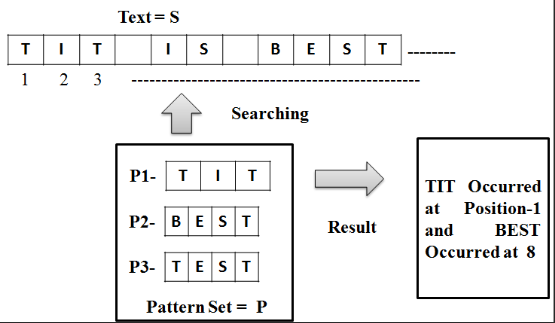 Text = S
T I T I S B E S T --------
1 2 3 ------------------------------------------------
Searching
P1- T I T
P2- B E S T
P3- T E S T
Pattern Set = P
Result
TIT Occurred
at Position-1
and BEST
Occurred at 8